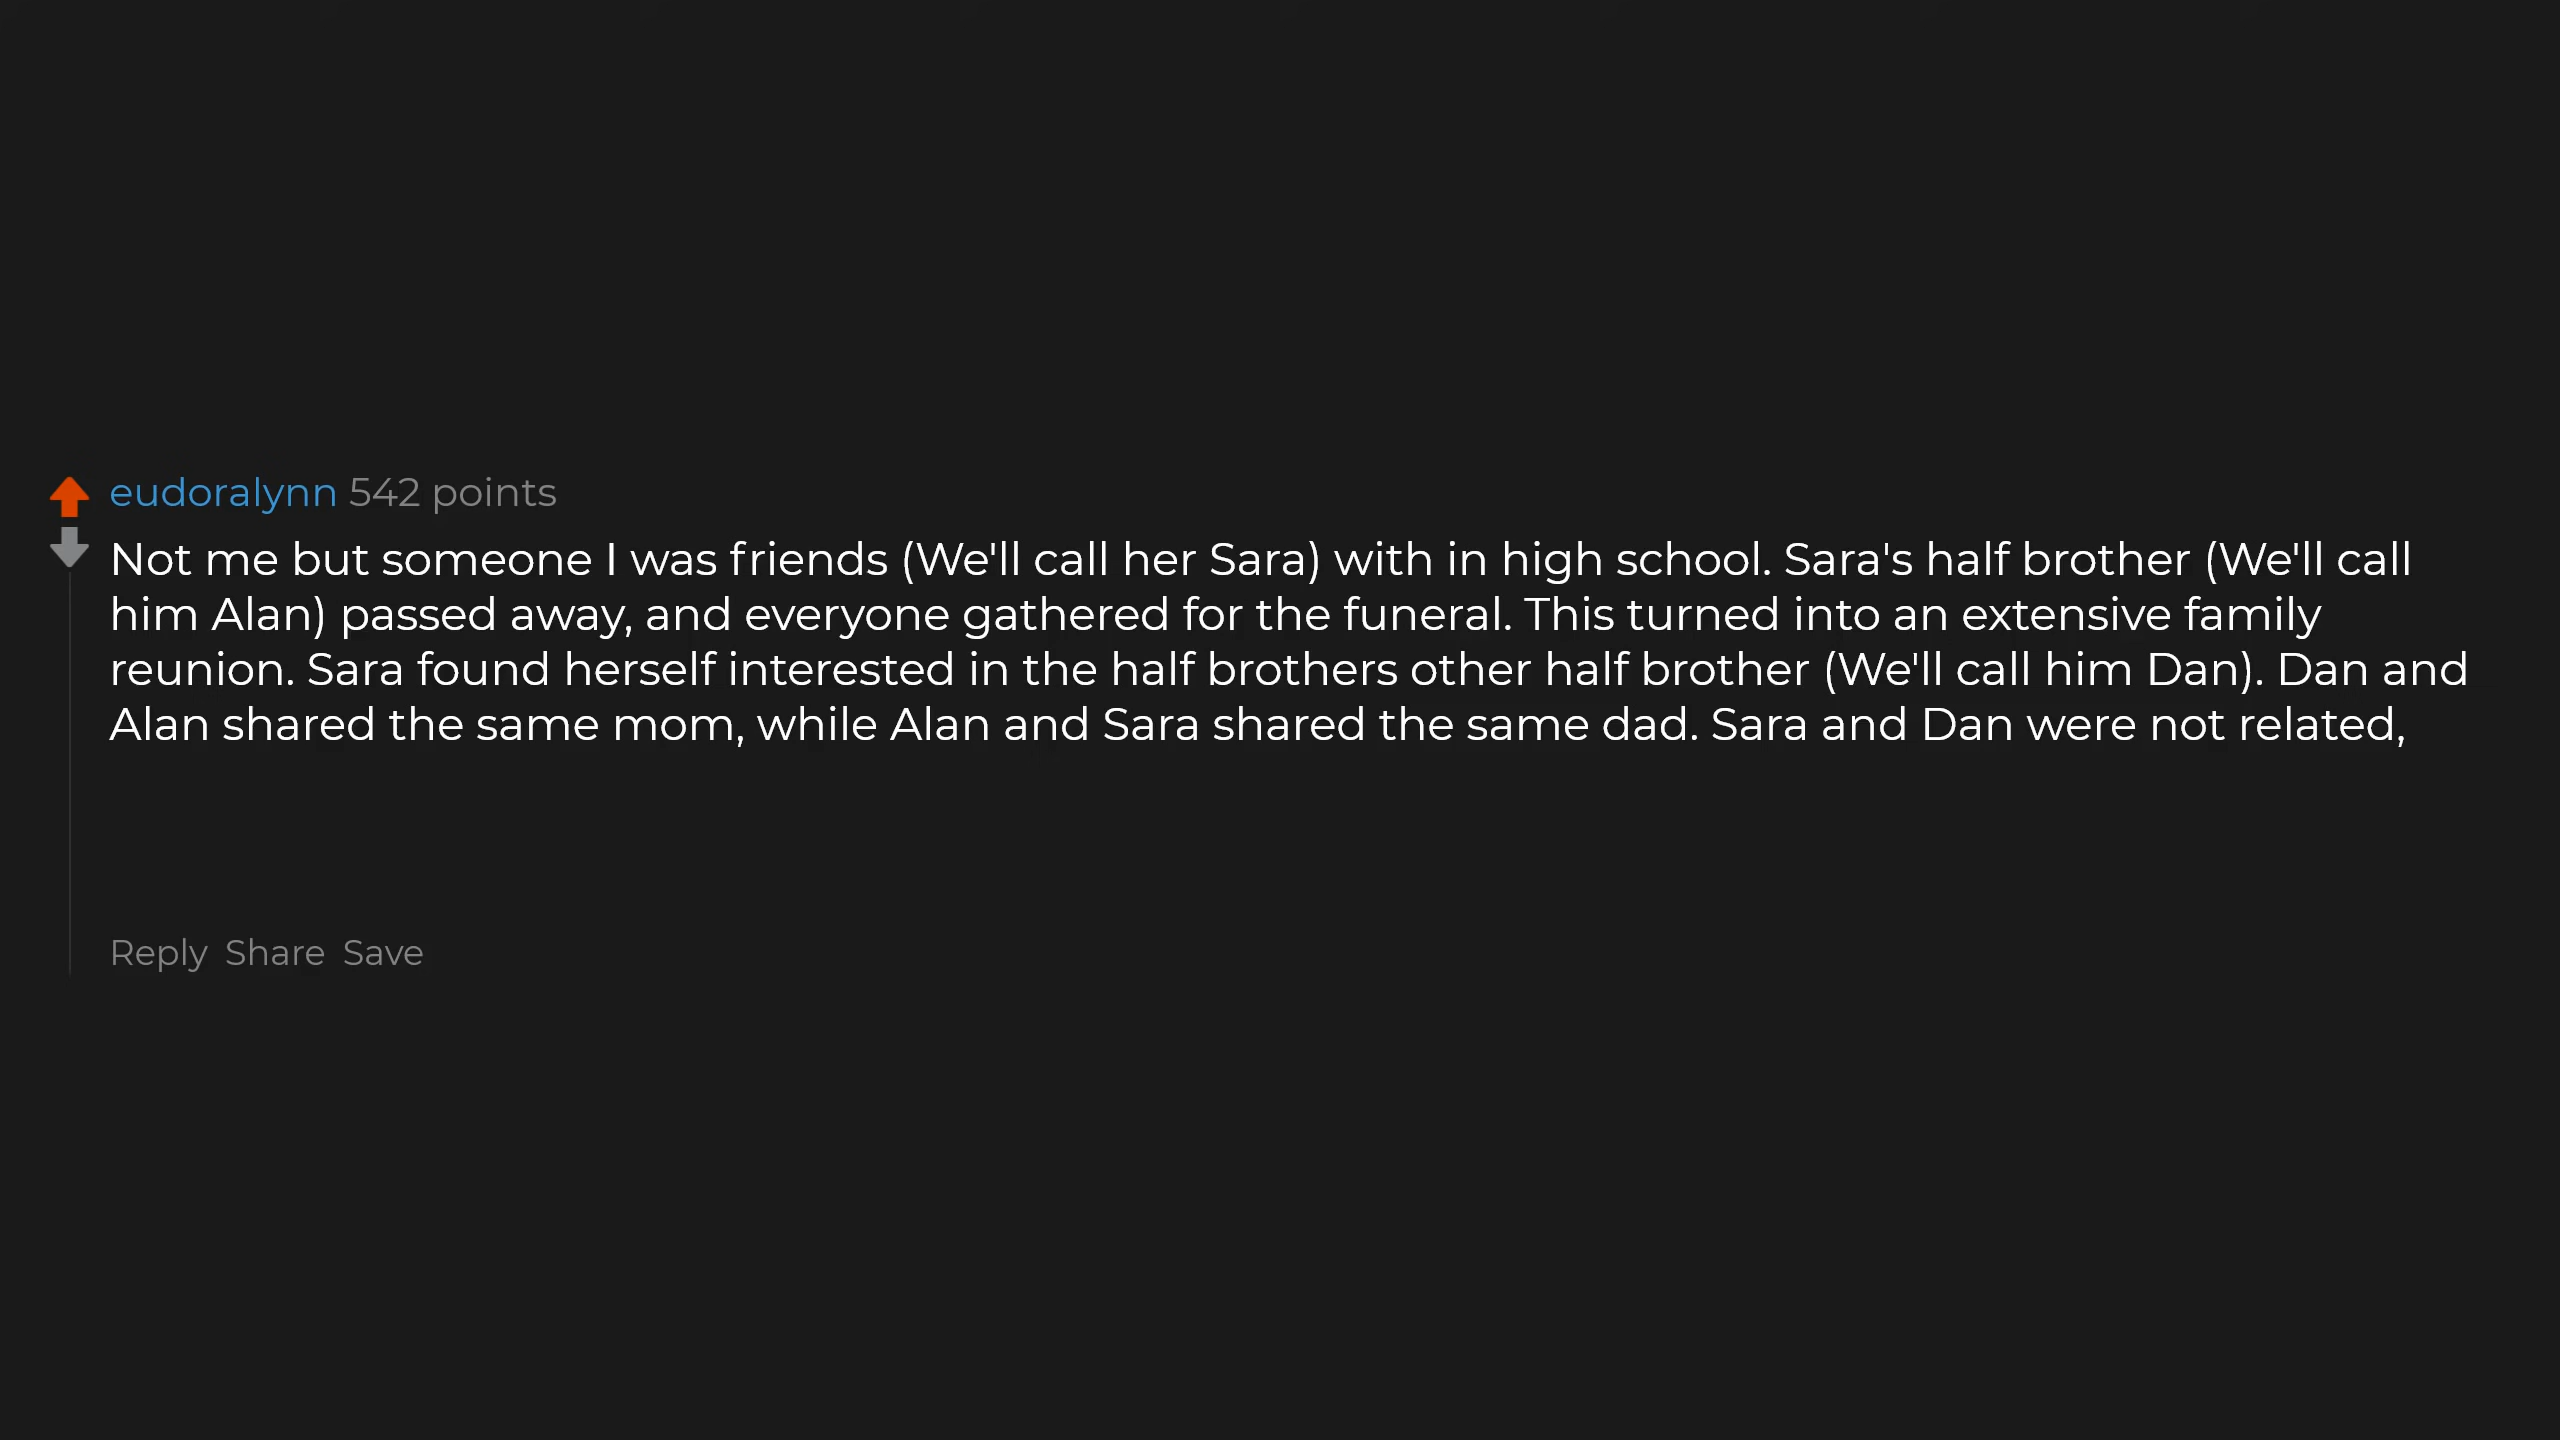 eudoralynn 542 points
Not me but someone I was friends (We'll call her Sara) with in high school. Sara's half brother (We'll call
him Alan) passed away, and everyone gathered for the funeral. This turned into an extensive family
reunion. Sara found herself interested in the half brothers other half brother (We'll call him Dan). Dan and
Alan shared the same mom, while Alan and Sara shared the same dad. Sara and Dan were not related,
Reply Share Save